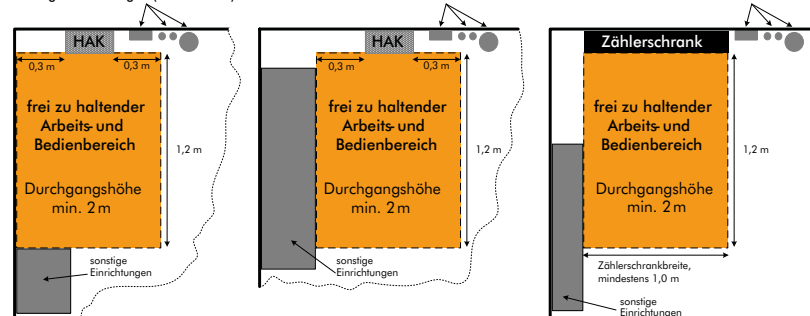 HAK
0,3 m
0,3 m
frei zu haltender
Arbeits- und
Bedienbereich
1,2 m
Durchgangshöhe
min. 2 m
sonstige
Einrichtungen
HAK
0,3 m
0,3 m
frei zu haltender
Arbeits- und
Bedienbereich
1,2 m
Durchgangshöhe
min. 2 m
sonstige
Einrichtungen
Zählerschrank
frei zu haltender
Arbeits- und
Bedienbereich
1,2 m
Durchgangshöhe
min. 2 m
Zählerschrankbreite,
mindestens 1,0 m
sonstige
Einrichtungen